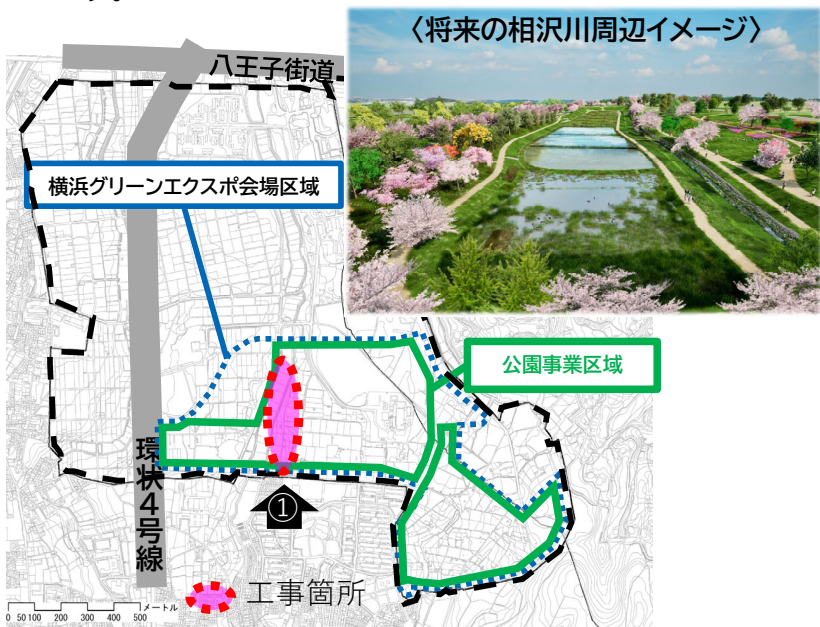 〈将来の相沢川周辺イメージ〉
八王子街道
横浜グリーンエクスポ会場区域
公園事業区域
環状4号線
①
工事箇所
メートル
0 50 100 200 300 400 500